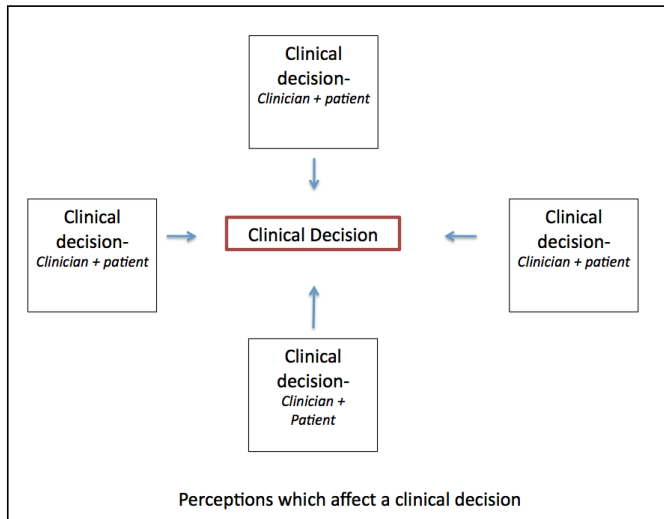 Clinical
decision-
Clinician + patient
Clinical
decision-
Clinician + patient
Clinical Decision
Clinical
decision-
Clinician + patient
Clinical
decision-
Clinician +
Patient
Perceptions which affect a clinical decision